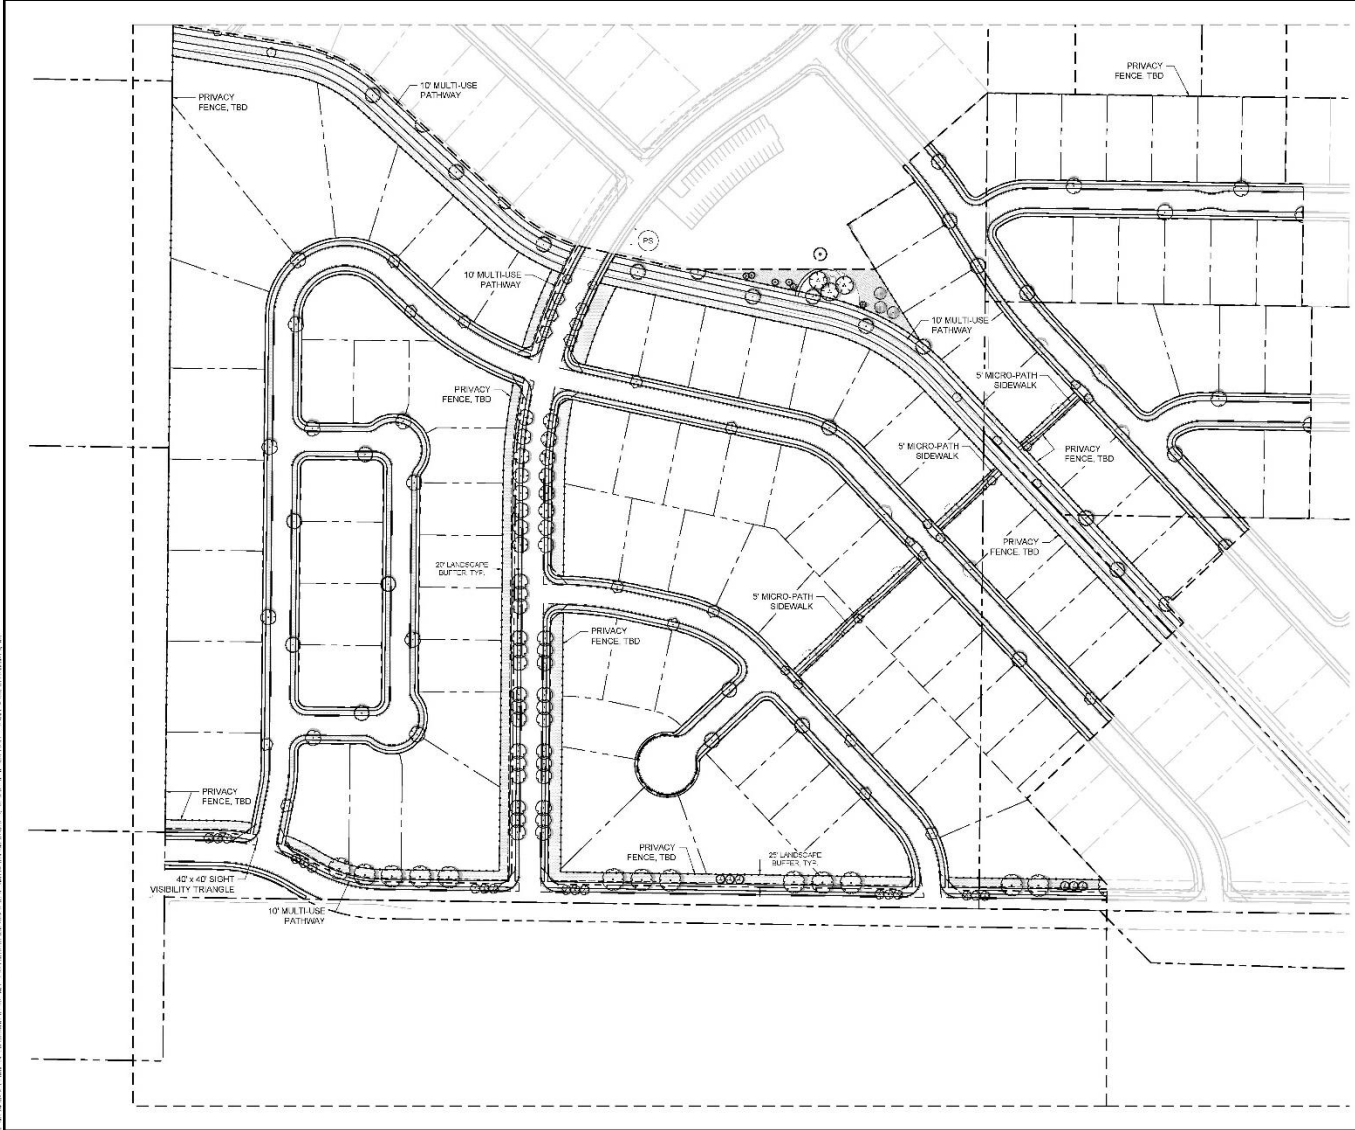 PRIVACY
FENCE, TBD
10' MULTI-USE
PATHWAY
PRIVACY
FENCE, TBD
PS
10' MULTI-USE
PATHWAY
10' MULTI-USE
PATHWAY
5' MICRO-PATH
SIDEWALK
PRIVACY
FENCE, TBD
5' MICRO-PATH
SIDEWALK
PRIVACY
FENCE, TBD
PRIVACY
FENCE, TBD
20' LANDSCAPE
BUFFER, TYP.
5' MICRO-PATH
SIDEWALK
PRIVACY
FENCE, TBD
PRIVACY
FENCE, TBD
PRIVACY
FENCE, TBD
25' LANDSCAPE
BUFFER, TYP.
40' x 40' SIGHT
VISIBILITY TRIANGLE
10' MULTI-USE
PATHWAY